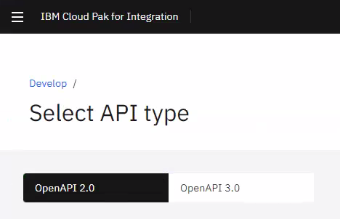 IBM Cloud Pak for Integration
Develop /
Select API type
OpenAPI 2.0 OpenAPI 3.0